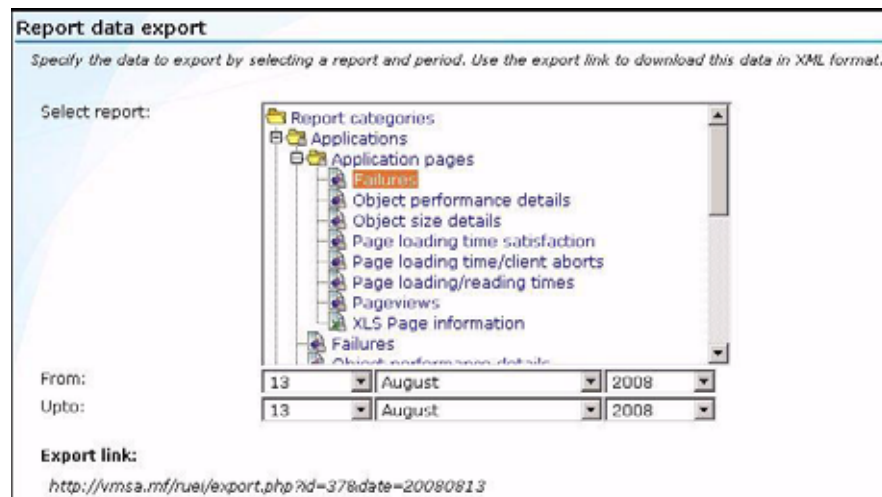 Report data export
Specify the data to export by selecting a report and period. Use the export link to download this data in XML format.
Select report:
Report categories
Applications
Application pages
Failures
Object performance details
Object size details
Page loading time satisfaction
Page loading time/client aborts
Page loading/reading times
Pageviews
XLS Page information
Failures
Object performance details
From: 13 August 2008
Upto: 13 August 2008
Export link:
http://vmsa.mf/ruei/export.php?id=37&date=20080813